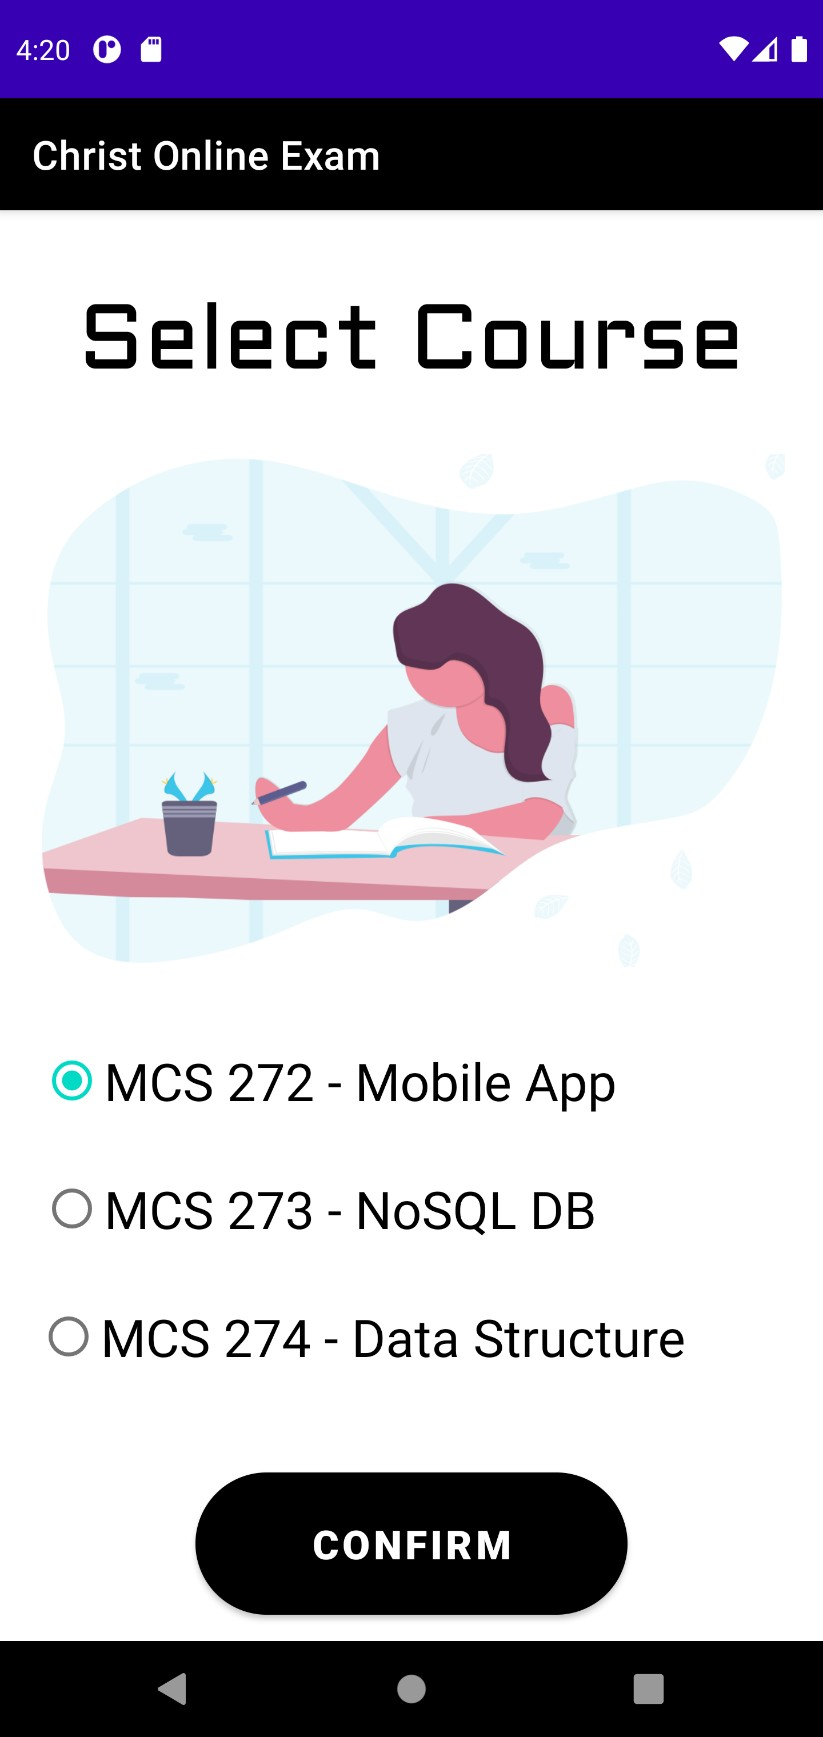 4:20
Christ Online Exam
Select Course
MCS 272 - Mobile App
MCS 273 - NoSQL DB
MCS 274 - Data Structure
CONFIRM